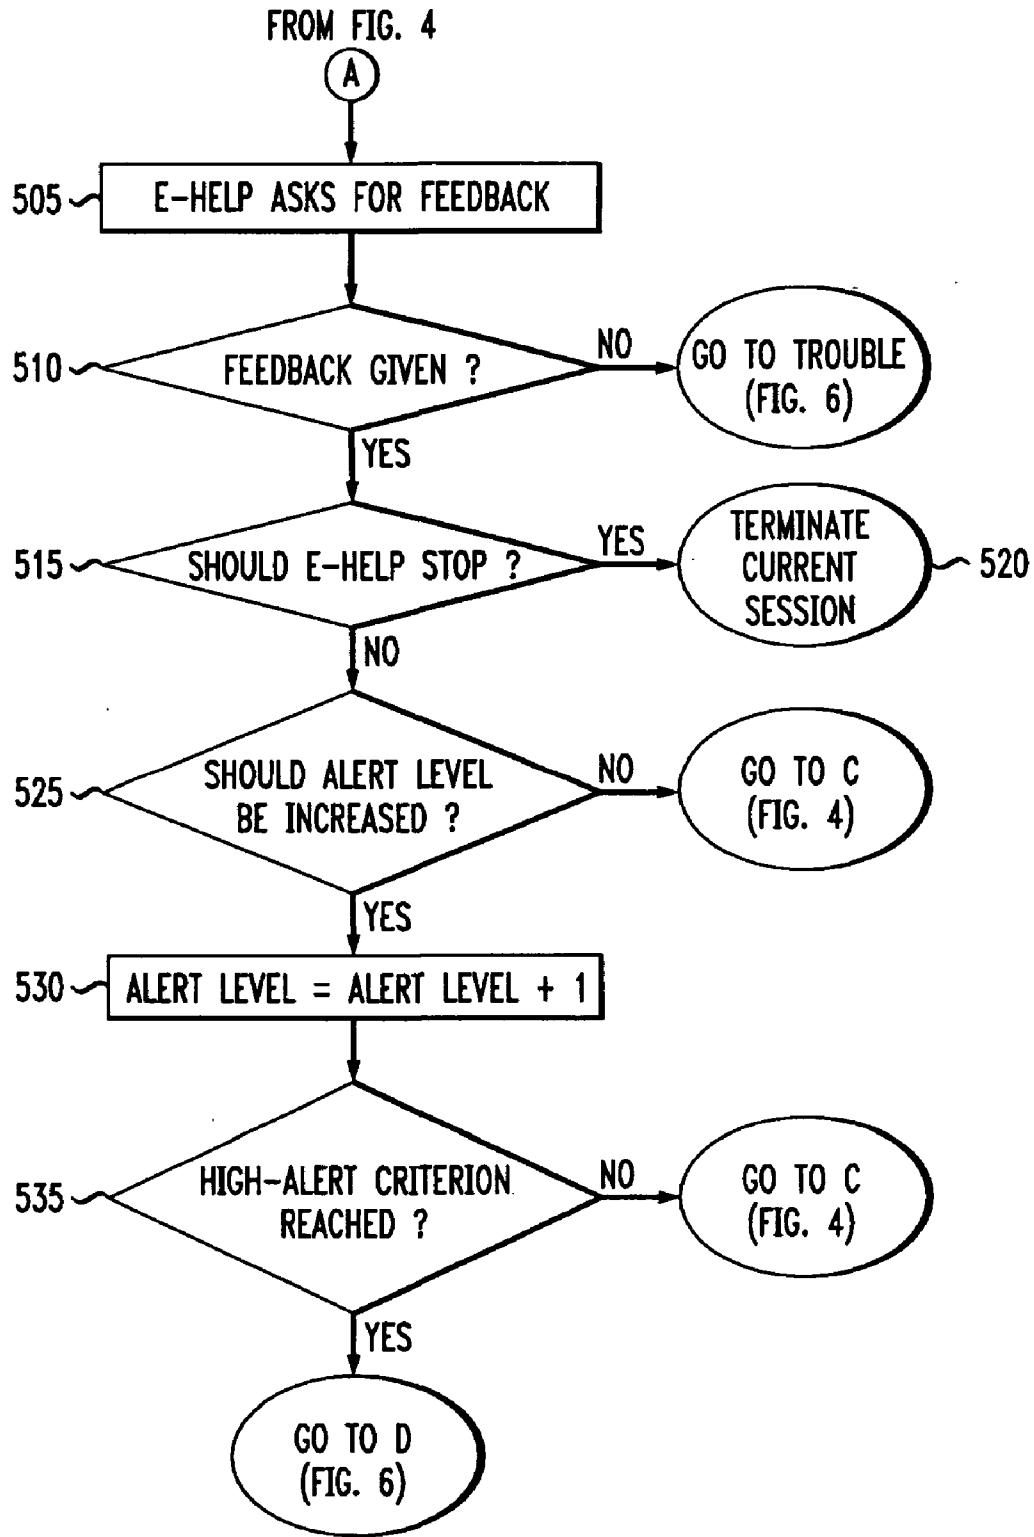 FROM FIG. 4
A
505
E-HELP ASKS FOR FEEDBACK
510
FEEDBACK GIVEN ?
NO
GO TO TROUBLE
(FIG. 6)
YES
515
SHOULD E-HELP STOP ?
YES
TERMINATE
CURRENT
SESSION
520
NO
525
SHOULD ALERT LEVEL
BE INCREASED ?
NO
GO TO C
(FIG. 4)
YES
530
ALERT LEVEL = ALERT LEVEL + 1
535
HIGH-ALERT CRITERION
REACHED ?
NO
GO TO C
(FIG. 4)
YES
GO TO D
(FIG. 6)